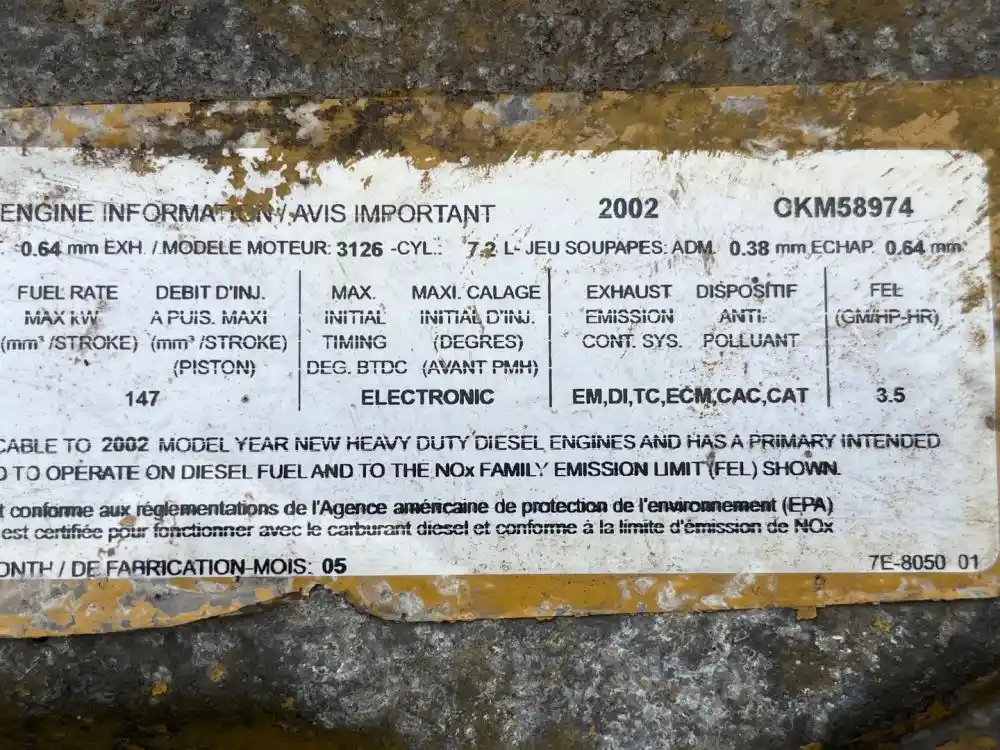 ENGINE INFORMATION / AVIS IMPORTANT 2002 CKM58974
0.64 mm EXH. / MODELE MOTEUR: 3126 -CYL.: 7.2 L- JEU SOUPAPES: ADM. 0.38 mm ECHAP. 0.64 mm
FUEL RATE DEBIT D'INJ. MAX. MAXI. CALAGE EXHAUST DISPOSITIF FEL
MAX kW A PUIS. MAXI INITIAL INITIAL D'INJ. EMISSION ANTI- (GM/HP-HR)
(mm³ /STROKE) (mm³ /STROKE) TIMING (DEGRES) CONT. SYS. POLLUANT
(PISTON) DEG. BTDC (AVANT PMH)
147 ELECTRONIC EM,DI,TC,ECM,CAC,CAT 3.5
CABLE TO 2002 MODEL YEAR NEW HEAVY DUTY DIESEL ENGINES AND HAS A PRIMARY INTENDED
D TO OPERATE ON DIESEL FUEL AND TO THE NOx FAMILY EMISSION LIMIT (FEL) SHOWN.
t conforme aux réglementations de l'Agence américaine de protection de l'environnement (EPA)
est certifiée pour fonctionner avec le carburant diesel et conforme à la limite d'émission de NOx
ONTH / DE FABRICATION-MOIS: 05 7E-8050 01